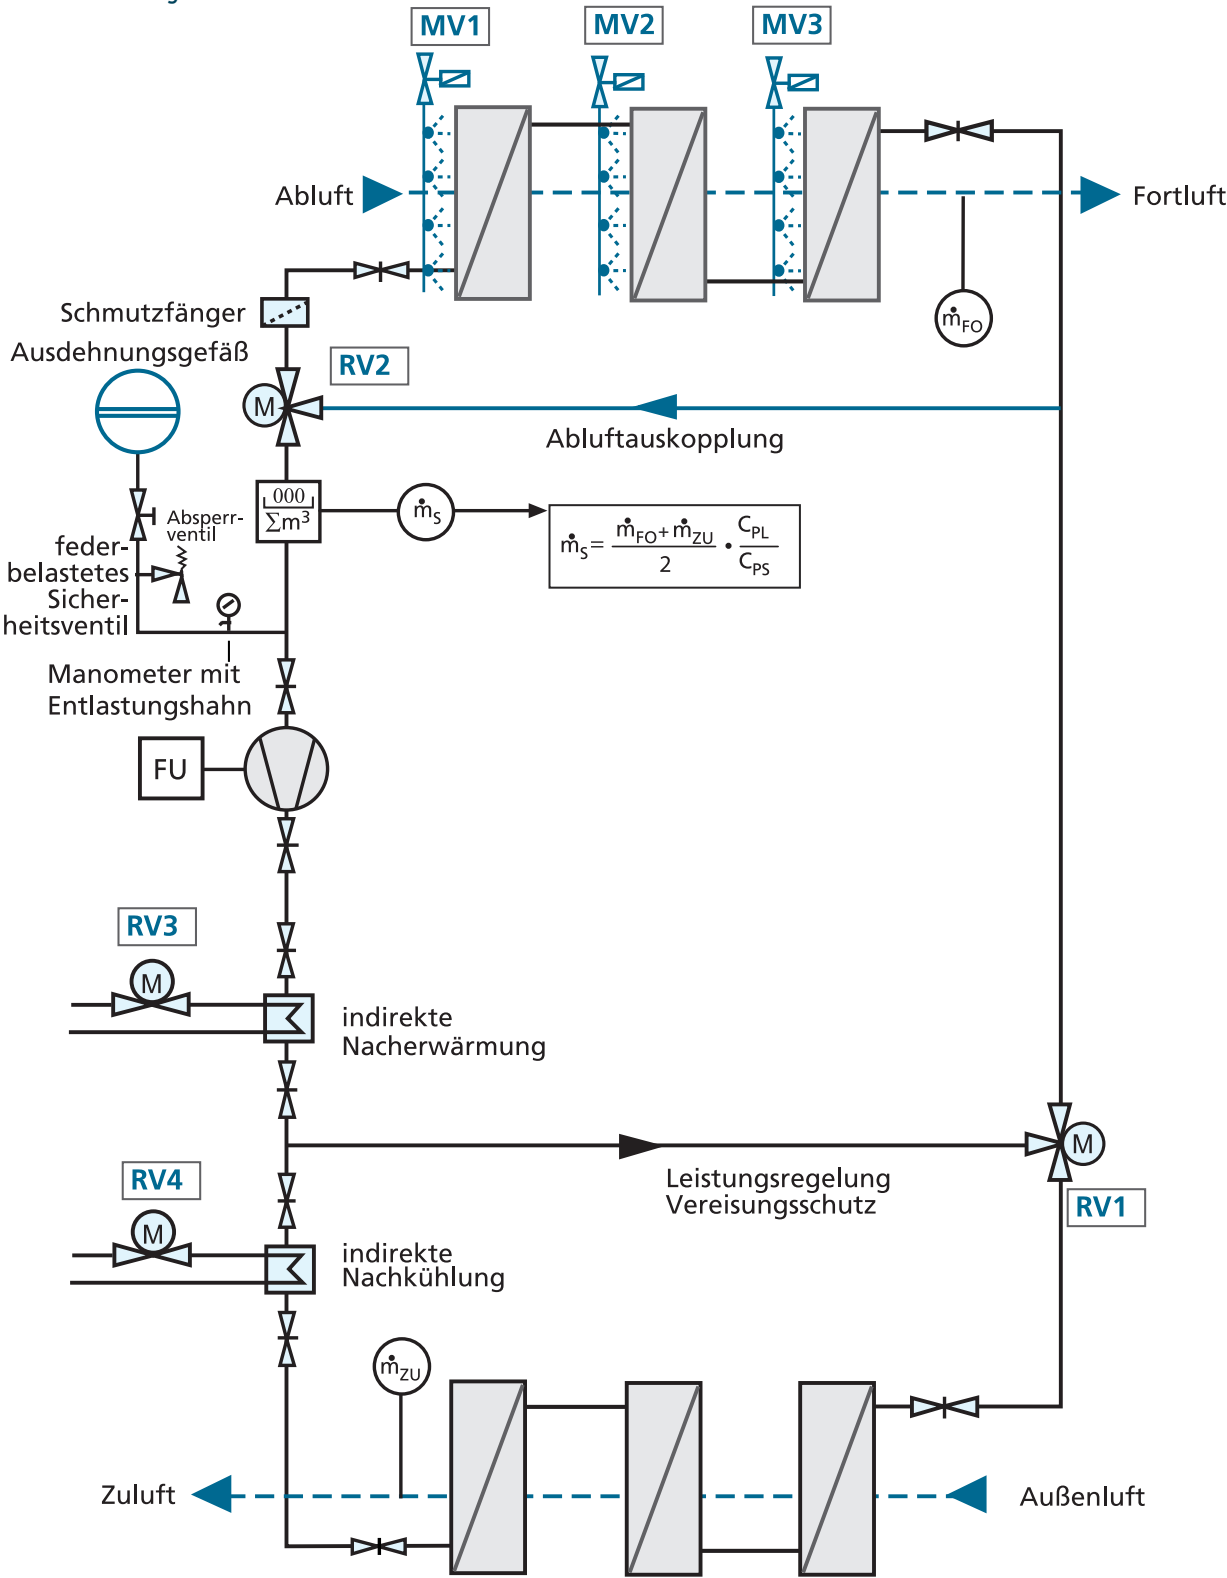 MV1
MV2
MV3
Abluft
Fortluft
ṁFO
Schmutzfänger
Ausdehnungsgefäß
RV2
M
Abluftauskopplung
000
Σm³
ṁS
ṁS = (ṁFO + ṁZU) / 2 • CPL / CPS
Absperr-
ventil
feder-
belastetes
Sicher-
heitsventil
Manometer mit
Entlastungshahn
FU
RV3
M
indirekte
Nacherwärmung
M
Leistungsregelung
Vereisungsschutz
RV1
RV4
M
indirekte
Nachkühlung
ṁZU
Zuluft
Außenluft